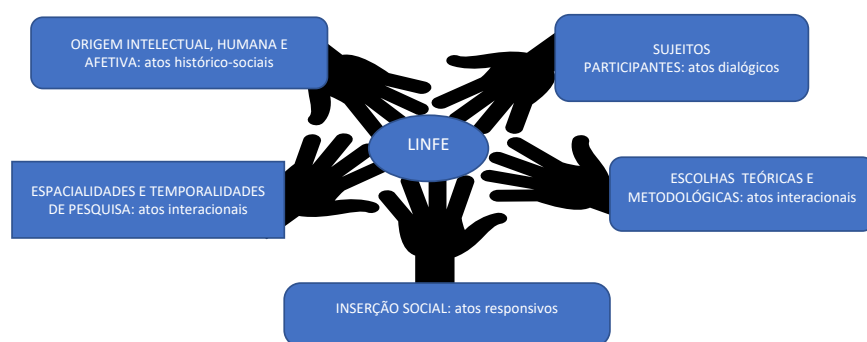 ORIGEM INTELECTUAL, HUMANA E
AFETIVA: atos histórico-sociais
SUJEITOS
PARTICIPANTES: atos dialógicos
LINFE
ESPACIALIDADES E TEMPORALIDADES
DE PESQUISA: atos interacionais
ESCOLHAS TEÓRICAS E
METODOLÓGICAS: atos interacionais
INSERÇÃO SOCIAL: atos responsivos